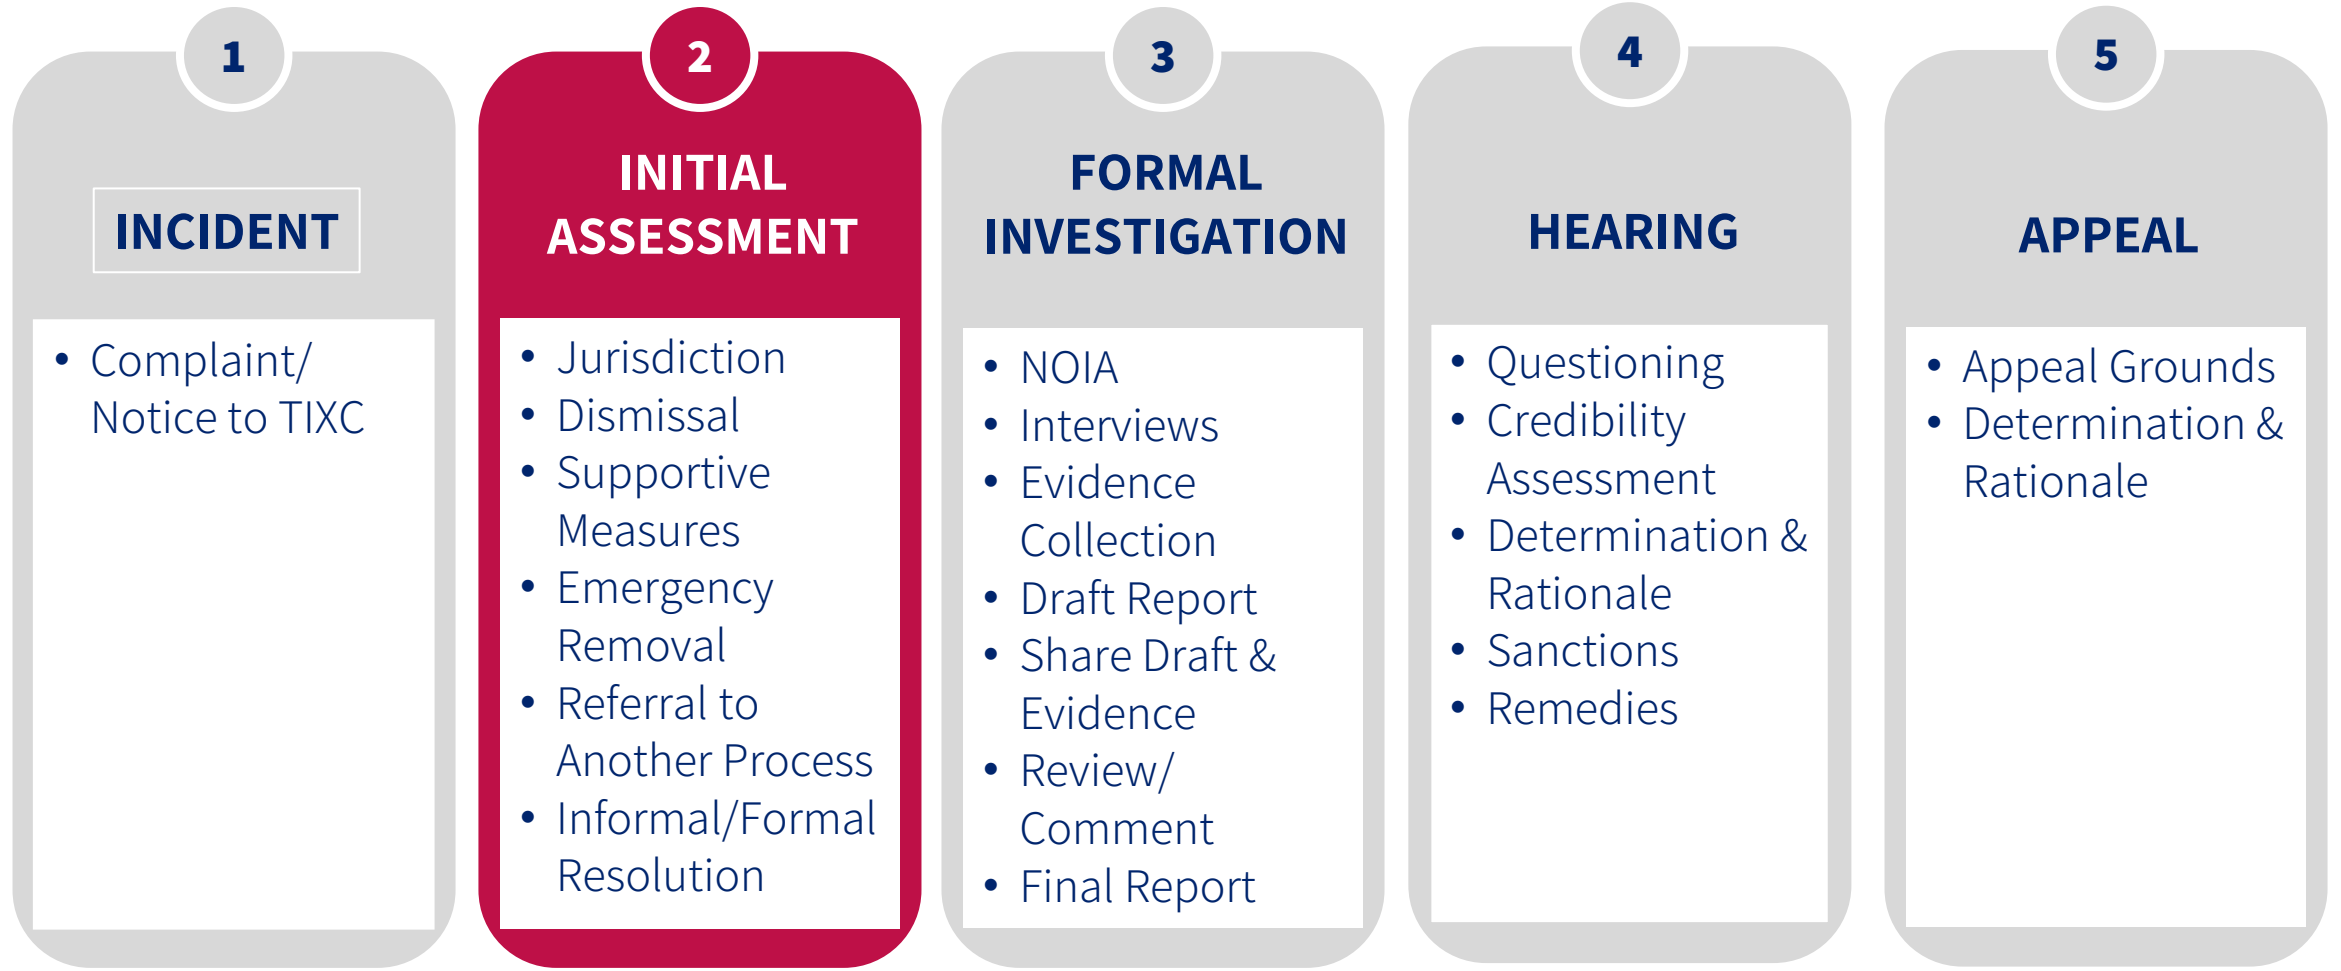 1
INCIDENT
• Complaint/
Notice to TIXC
2
INITIAL
ASSESSMENT
• Jurisdiction
• Dismissal
• Supportive
Measures
• Emergency
Removal
• Referral to
Another Process
• Informal/Formal
Resolution
3
FORMAL
INVESTIGATION
• NOIA
• Interviews
• Evidence
Collection
• Draft Report
• Share Draft &
Evidence
• Review/
Comment
• Final Report
4
HEARING
• Questioning
• Credibility
Assessment
• Determination &
Rationale
• Sanctions
• Remedies
5
APPEAL
• Appeal Grounds
• Determination &
Rationale